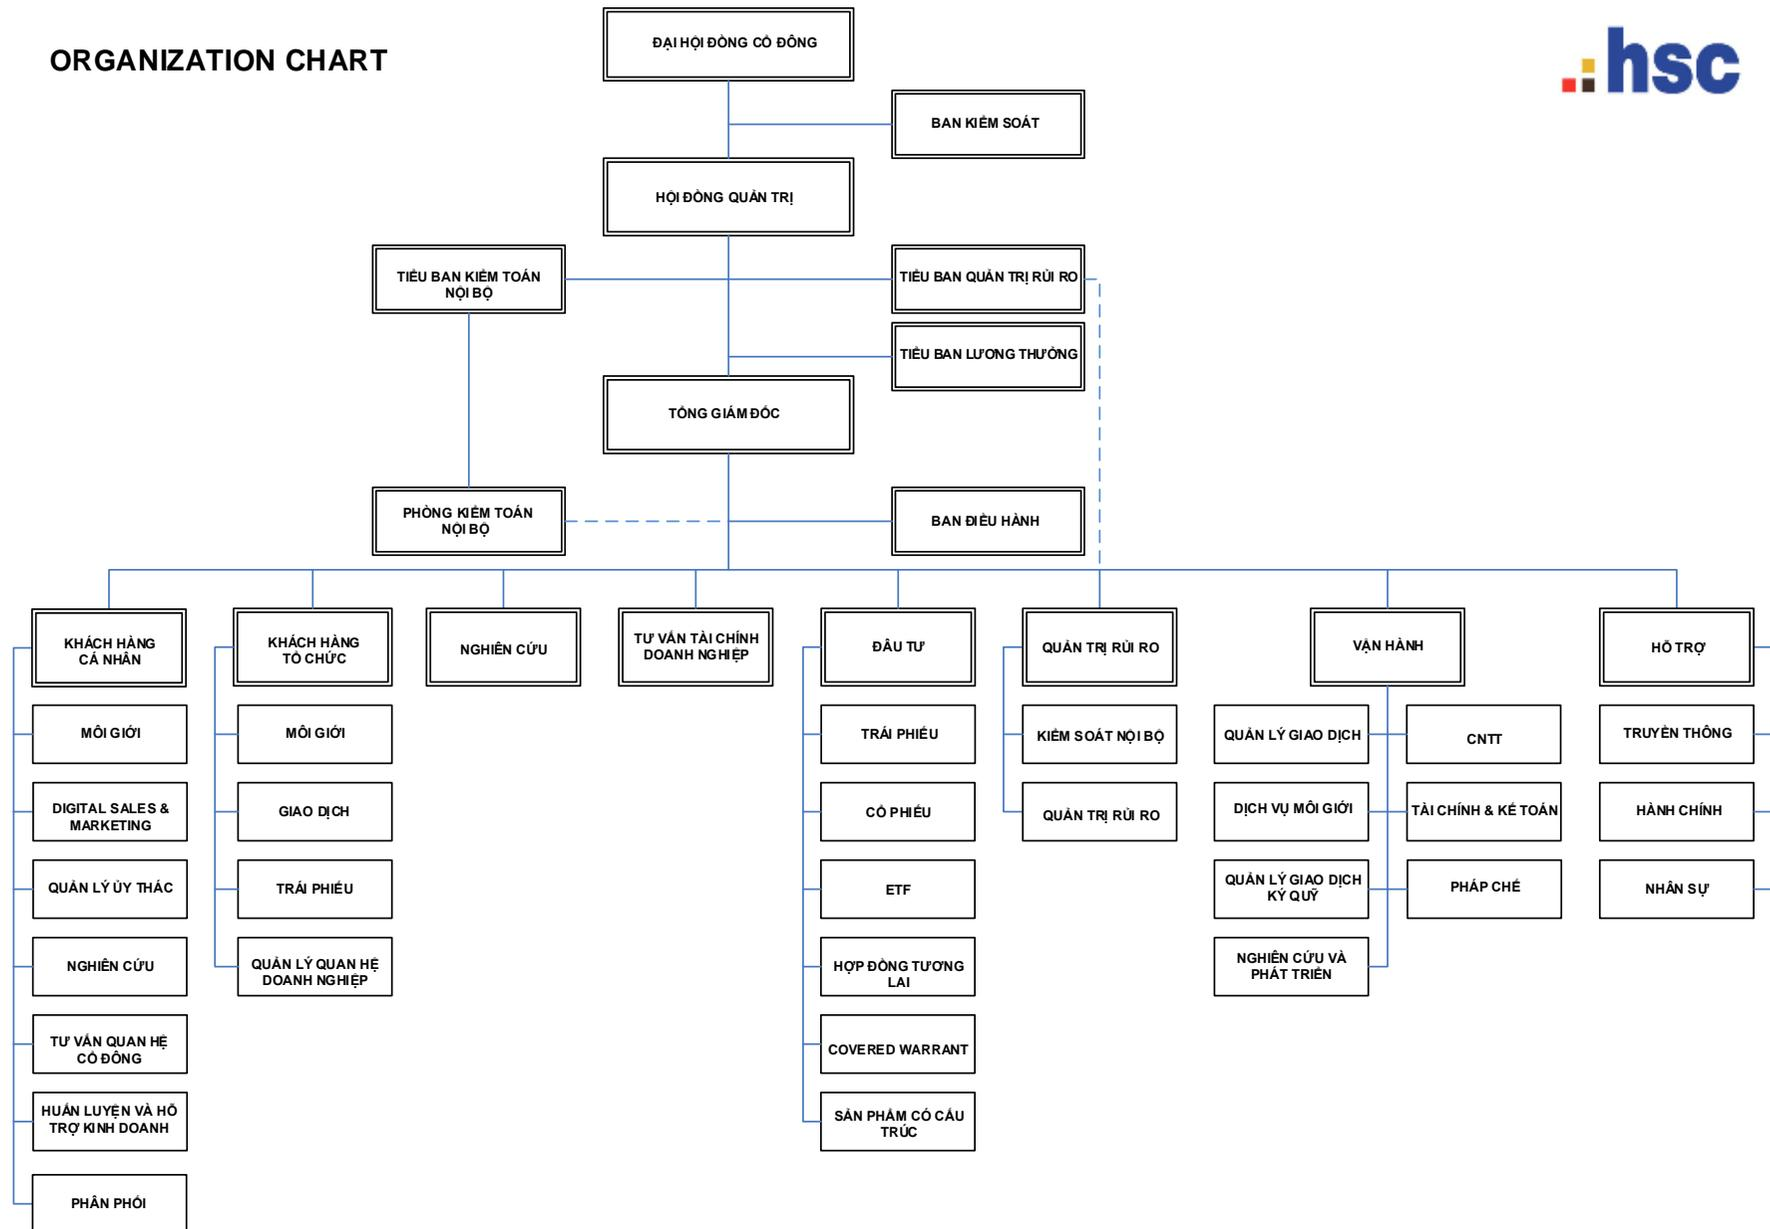 ORGANIZATION CHART
ĐẠI HỘI ĐỒNG CỔ ĐÔNG
hsc
BAN KIỂM SOÁT
HỘI ĐỒNG QUẢN TRỊ
TIỂU BAN KIỂM TOÁN
NỘI BỘ
TIỂU BAN QUẢN TRỊ RỦI RO
TIỂU BAN LƯƠNG THƯỞNG
TỔNG GIÁM ĐỐC
PHÒNG KIỂM TOÁN
NỘI BỘ
BAN ĐIỀU HÀNH
KHÁCH HÀNG
CÁ NHÂN
MÔI GIỚI
DIGITAL SALES &
MARKETING
QUẢN LÝ ỦY THÁC
NGHIÊN CỨU
TƯ VẤN QUAN HỆ
CỔ ĐÔNG
HUẤN LUYỆN VÀ HỖ
TRỢ KINH DOANH
PHÂN PHỐI
KHÁCH HÀNG
TỔ CHỨC
MÔI GIỚI
GIAO DỊCH
TRÁI PHIẾU
QUẢN LÝ QUAN HỆ
DOANH NGHIỆP
NGHIÊN CỨU
TƯ VẤN TÀI CHÍNH
DOANH NGHIỆP
ĐẦU TƯ
TRÁI PHIẾU
CỔ PHIẾU
ETF
HỢP ĐỒNG TƯƠNG
LAI
COVERED WARRANT
SẢN PHẨM CÓ CẤU
TRÚC
QUẢN TRỊ RỦI RO
KIỂM SOÁT NỘI BỘ
QUẢN TRỊ RỦI RO
VẬN HÀNH
QUẢN LÝ GIAO DỊCH
CNTT
DỊCH VỤ MÔI GIỚI
TÀI CHÍNH & KẾ TOÁN
QUẢN LÝ GIAO DỊCH
KÝ QUỸ
PHÁP CHẾ
NGHIÊN CỨU VÀ
PHÁT TRIỂN
HỖ TRỢ
TRUYỀN THÔNG
HÀNH CHÍNH
NHÂN SỰ